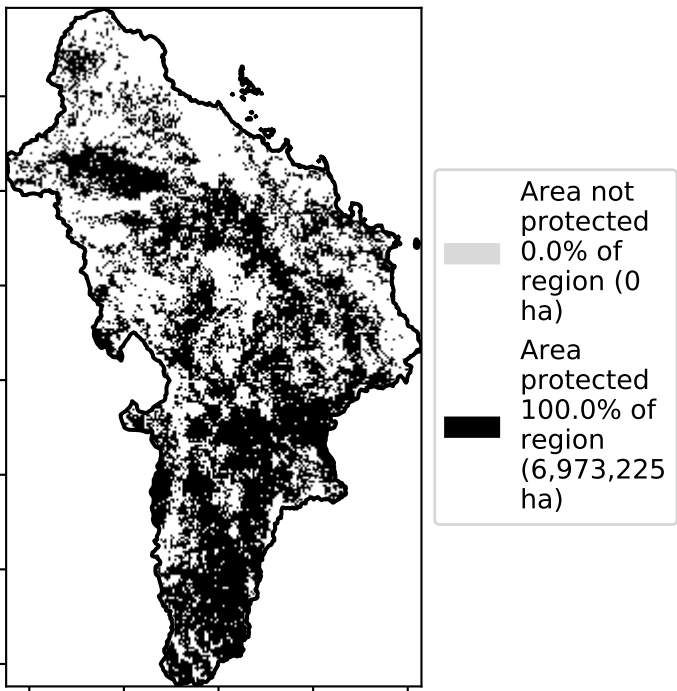 Area not
protected
0.0% of
region (0
ha)
Area
protected
100.0% of
region
(6,973,225
ha)